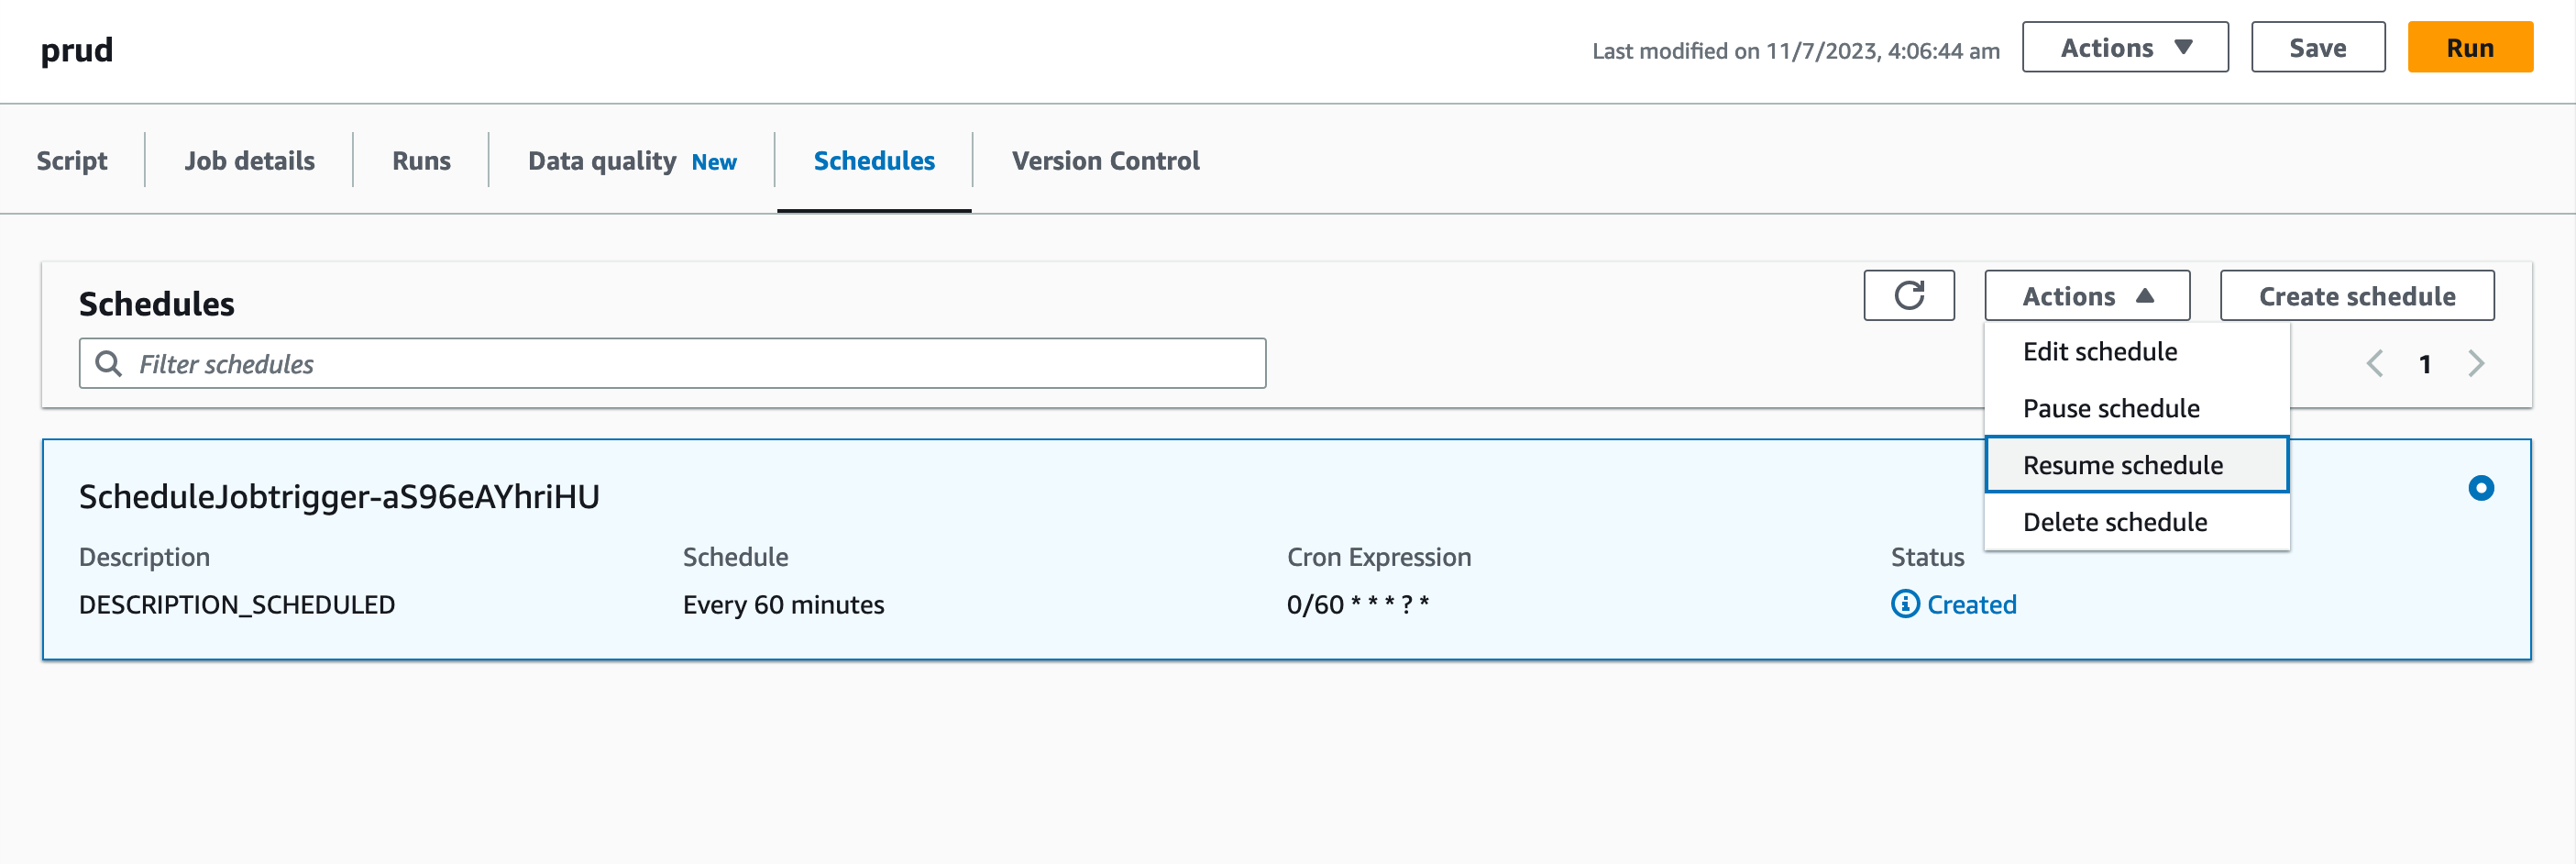 prud
Last modified on 11/7/2023, 4:06:44 am
Actions
Save
Run
Script
Job details
Runs
Data quality New
Schedules
Version Control
Schedules
Actions
Create schedule
Filter schedules
1
Edit schedule
Pause schedule
Resume schedule
Delete schedule
ScheduleJobtrigger-aS96eAYhriHU
Description
Schedule
Cron Expression
Status
DESCRIPTION_SCHEDULED
Every 60 minutes
0/60 * * * ? *
Created